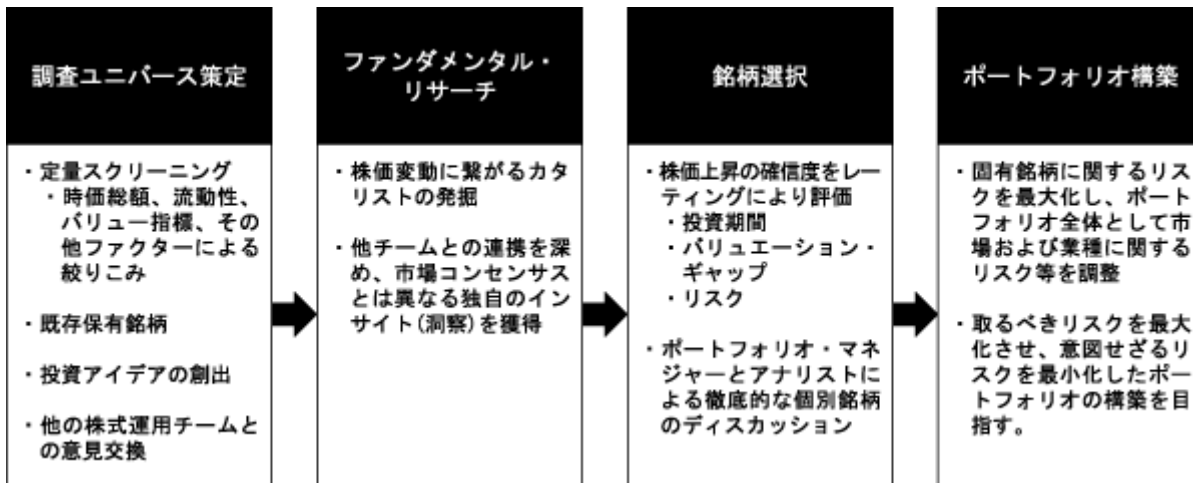 調査ユニバース策定
・定量スクリーニング
・時価総額、流動性、
バリュー指標、その
他ファクターによる
絞りこみ
・既存保有銘柄
・投資アイデアの創出
・他の株式運用チームと
の意見交換
ファンダメンタル・
リサーチ
・株価変動に繋がるカタ
リストの発掘
・他チームとの連携を深
め、市場コンセンサス
とは異なる独自のイン
サイト(洞察)を獲得
銘柄選択
・株価上昇の確信度をレー
ティングにより評価
・投資期間
・バリュエーション・
ギャップ
・リスク
・ポートフォリオ・マネ
ジャーとアナリストに
よる徹底的な個別銘柄
のディスカッション
ポートフォリオ構築
・固有銘柄に関するリス
クを最大化し、ポート
フォリオ全体として市
場および業種に関する
リスク等を調整
・取るべきリスクを最大
化させ、意図せざるリ
スクを最小化したポー
トフォリオの構築を目
指す。